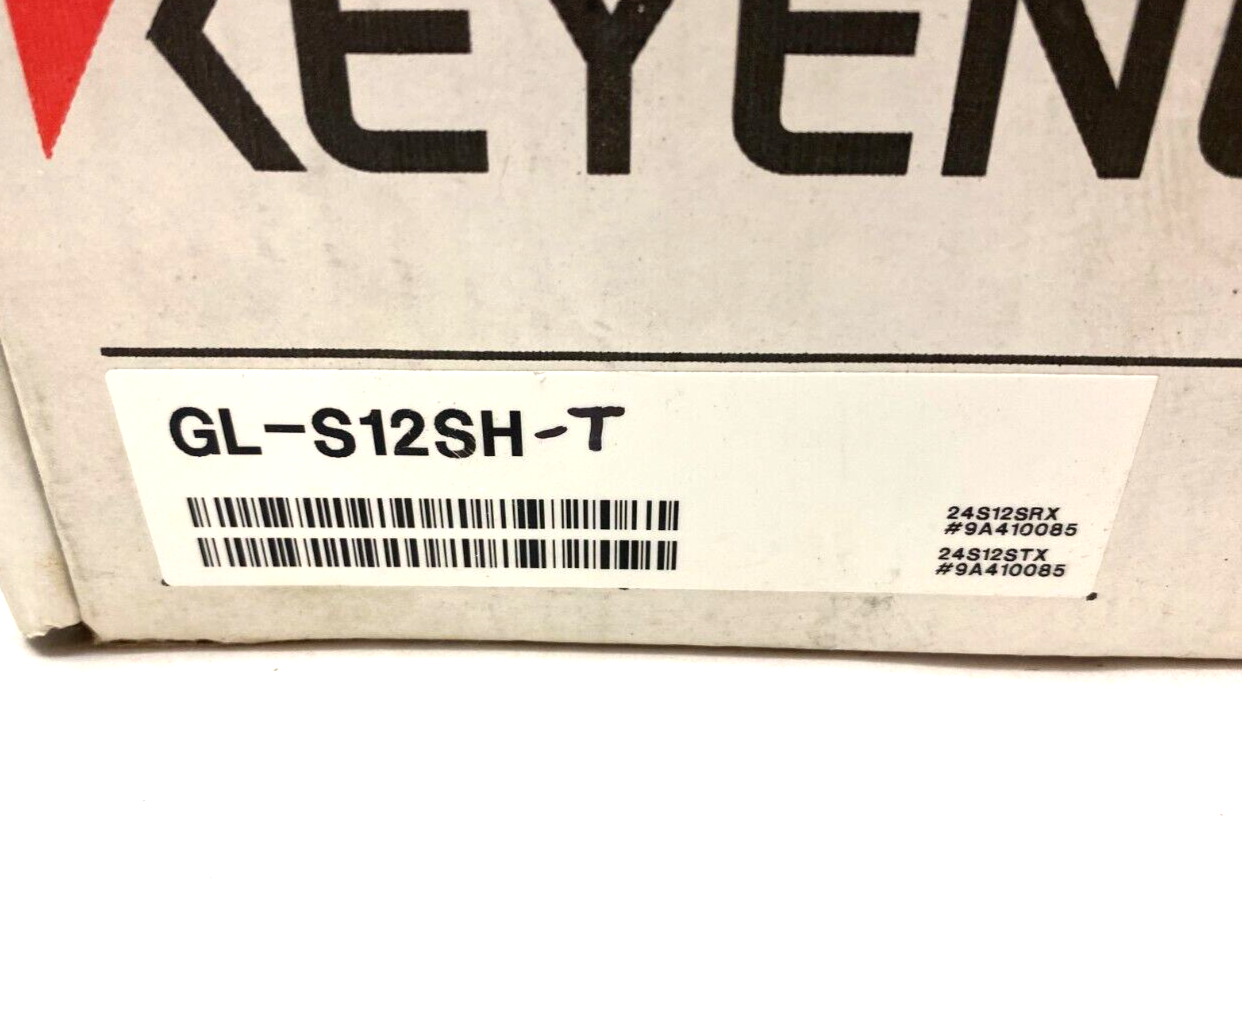 KEYENC
GL-S12SH-T
24S12SRX
#9A410085
24S12STX
#9A410085